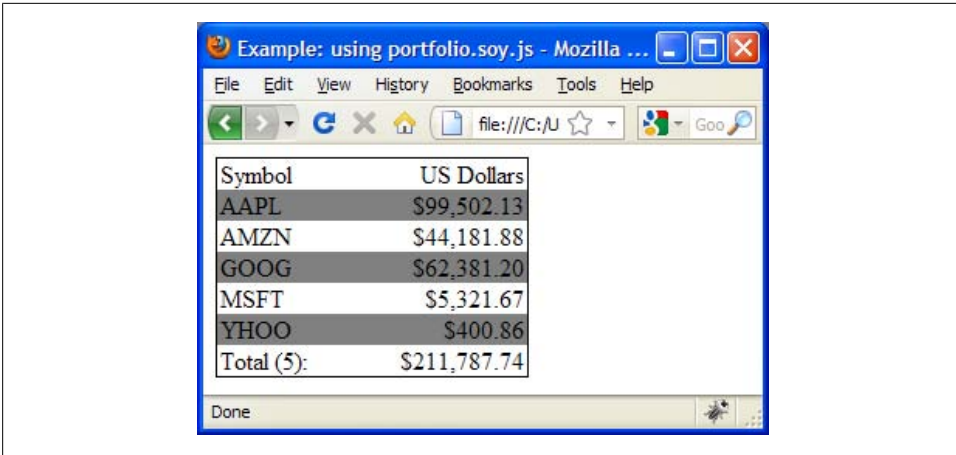 Example: using portfolio.soy.js - Mozilla ...
File Edit View History Bookmarks Tools Help
file:///C:/U Goo
Symbol US Dollars
AAPL $99,502.13
AMZN $44,181.88
GOOG $62,381.20
MSFT $5,321.67
YHOO $400.86
Total (5): $211,787.74
Done